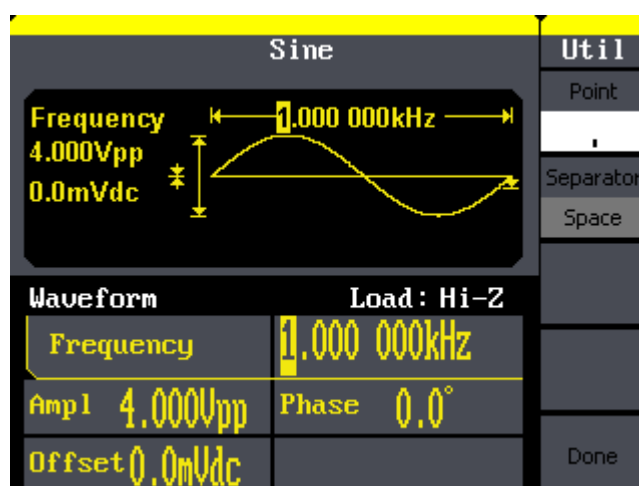 Sine
Util
Frequency
1.000 000kHz
4.000Vpp
0.0mVdc
Point
.
Separator
Space
Waveform
Load: Hi-Z
Frequency
1.000 000kHz
Ampl 4.000Vpp
Phase 0.0°
Offset 0.0mVdc
Done